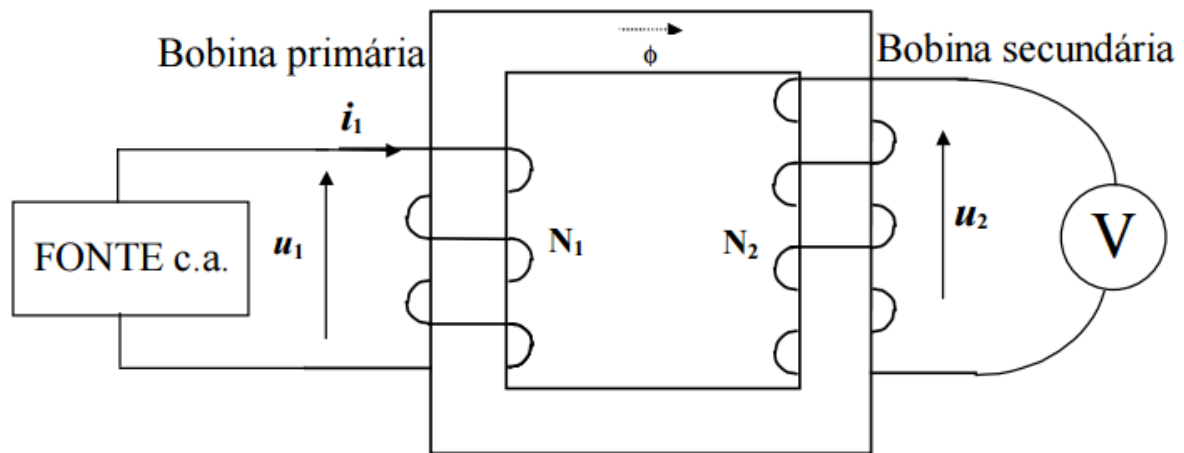 ϕ
Bobina primária
Bobina secundária
i₁
FONTE c.a.
u₁
N₁
N₂
u₂
V